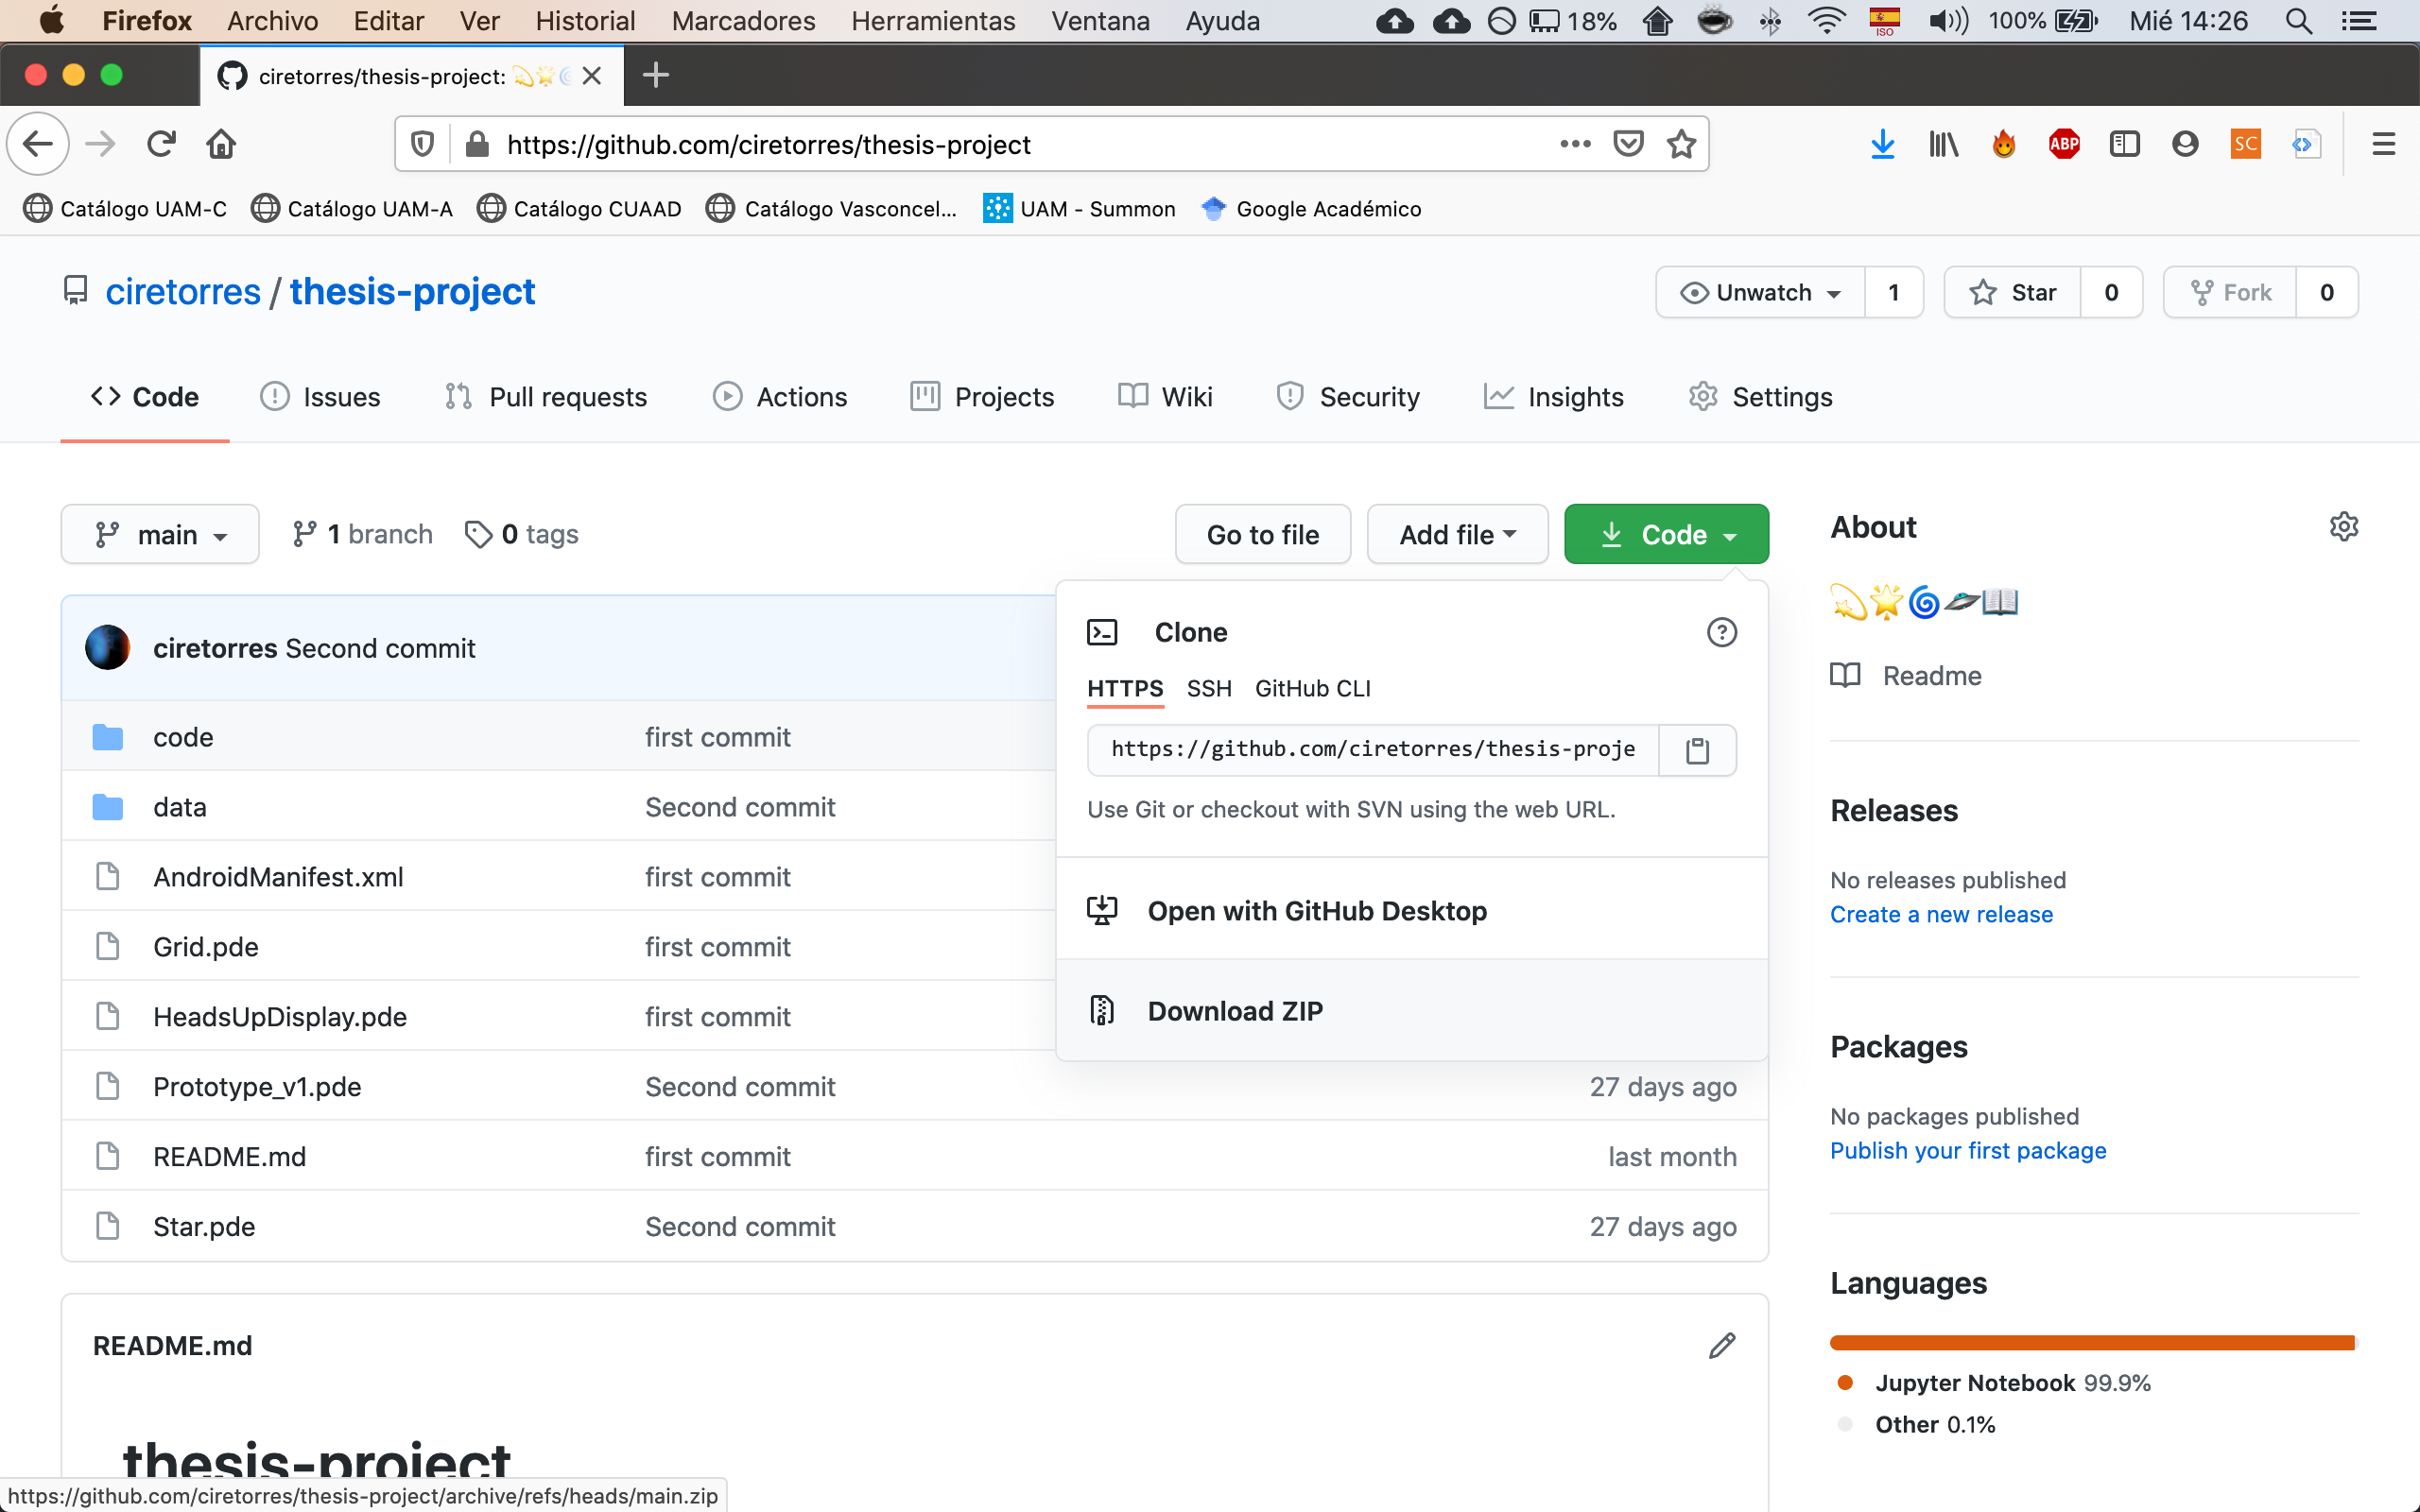 Firefox Archivo Editar Ver Historial Marcadores Herramientas Ventana Ayuda 18% ISO 100% Mié 14:26
ciretorres/thesis-project:
https://github.com/ciretorres/thesis-project ABP SC
Catálogo UAM-C Catálogo UAM-A Catálogo CUAAD Catálogo Vasconcel... UAM - Summon Google Académico
ciretorres / thesis-project Unwatch 1 Star 0 Fork 0
Code Issues Pull requests Actions Projects Wiki Security Insights Settings
main 1 branch 0 tags Go to file Add file Code
ciretorres Second commit
code first commit
data Second commit
AndroidManifest.xml first commit
Grid.pde first commit
HeadsUpDisplay.pde first commit
Prototype_v1.pde Second commit 27 days ago
README.md first commit last month
Star.pde Second commit 27 days ago
Clone
HTTPS SSH GitHub CLI
https://github.com/ciretorres/thesis-proje
Use Git or checkout with SVN using the web URL.
Open with GitHub Desktop
Download ZIP
README.md
thesis-project
https://github.com/ciretorres/thesis-project/archive/refs/heads/main.zip
About
Readme
Releases
No releases published
Create a new release
Packages
No packages published
Publish your first package
Languages
Jupyter Notebook 99.9%
Other 0.1%